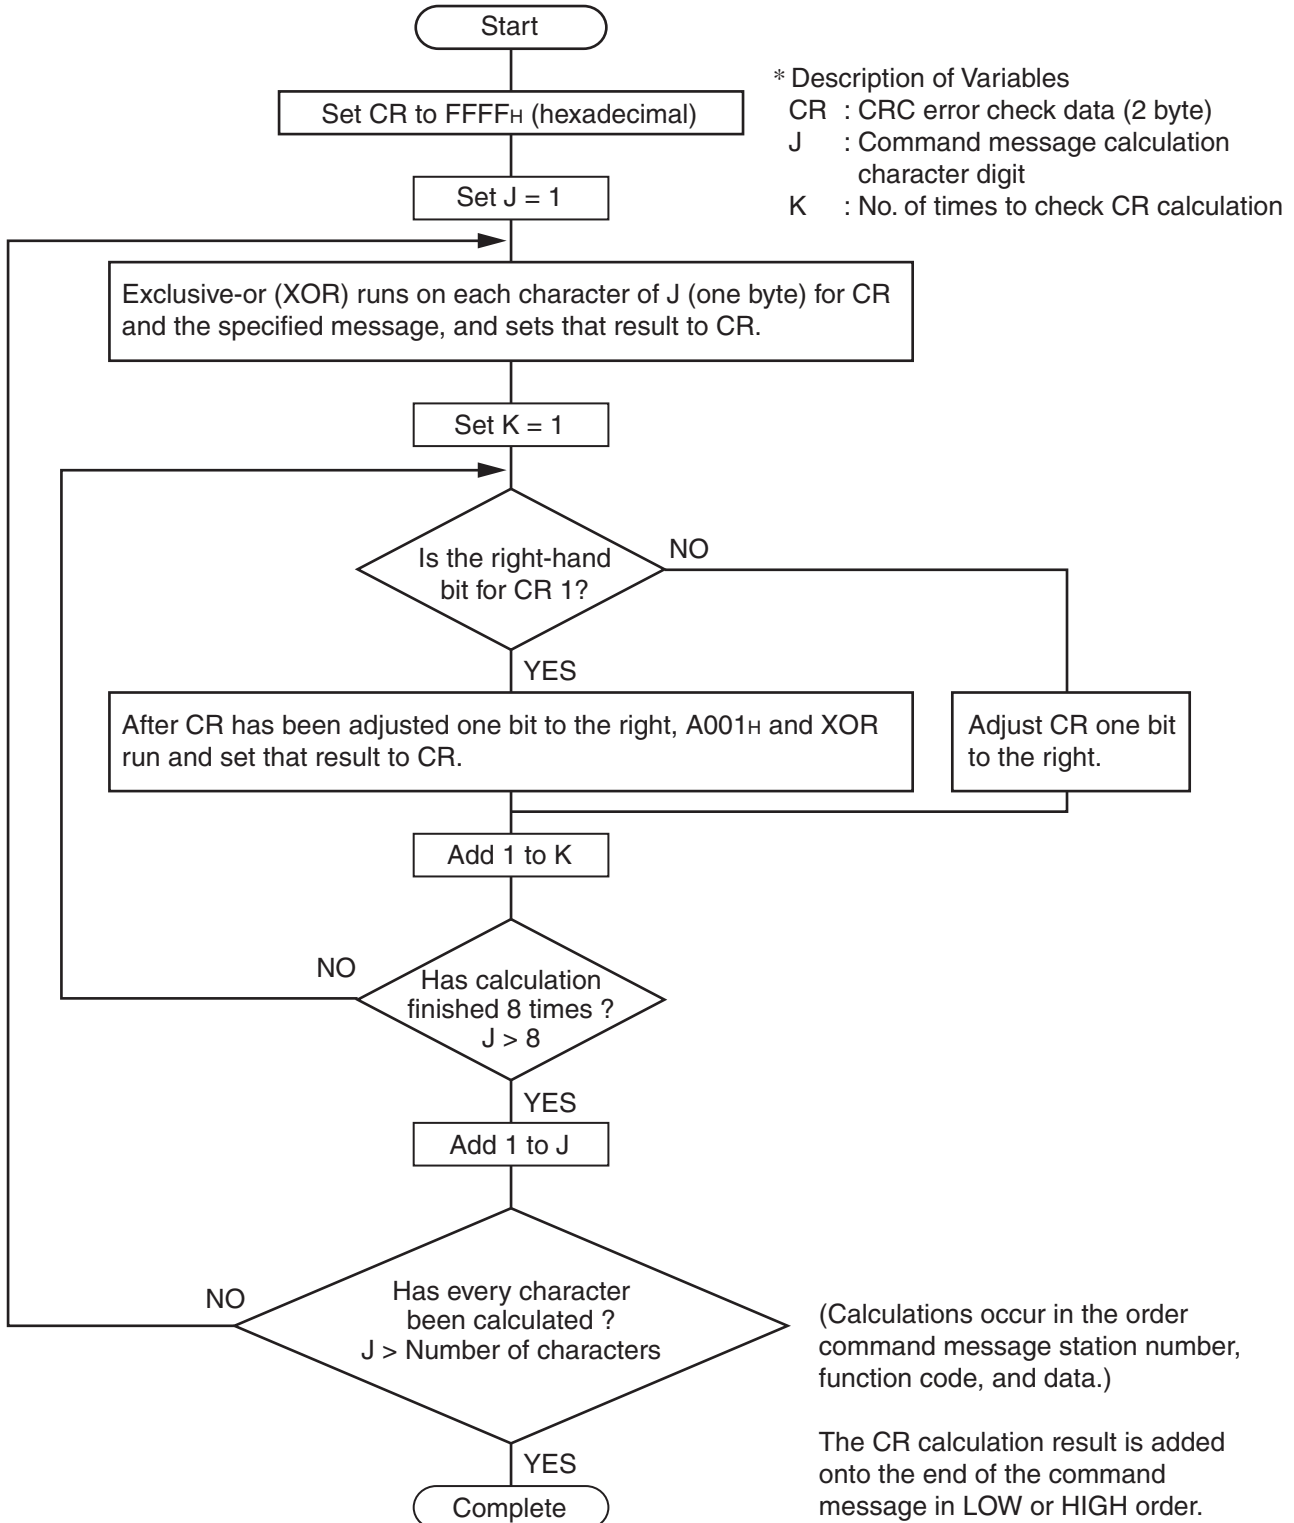 Start
Set CR to FFFFH (hexadecimal)
Set J = 1
* Description of Variables
CR : CRC error check data (2 byte)
J : Command message calculation
character digit
K : No. of times to check CR calculation
Exclusive-or (XOR) runs on each character of J (one byte) for CR
and the specified message, and sets that result to CR.
Set K = 1
Is the right-hand
bit for CR 1?
NO
YES
After CR has been adjusted one bit to the right, A001H and XOR
run and set that result to CR.
Adjust CR one bit
to the right.
Add 1 to K
NO
Has calculation
finished 8 times ?
J > 8
YES
Add 1 to J
NO
Has every character
been calculated ?
J > Number of characters
YES
Complete
(Calculations occur in the order
command message station number,
function code, and data.)
The CR calculation result is added
onto the end of the command
message in LOW or HIGH order.